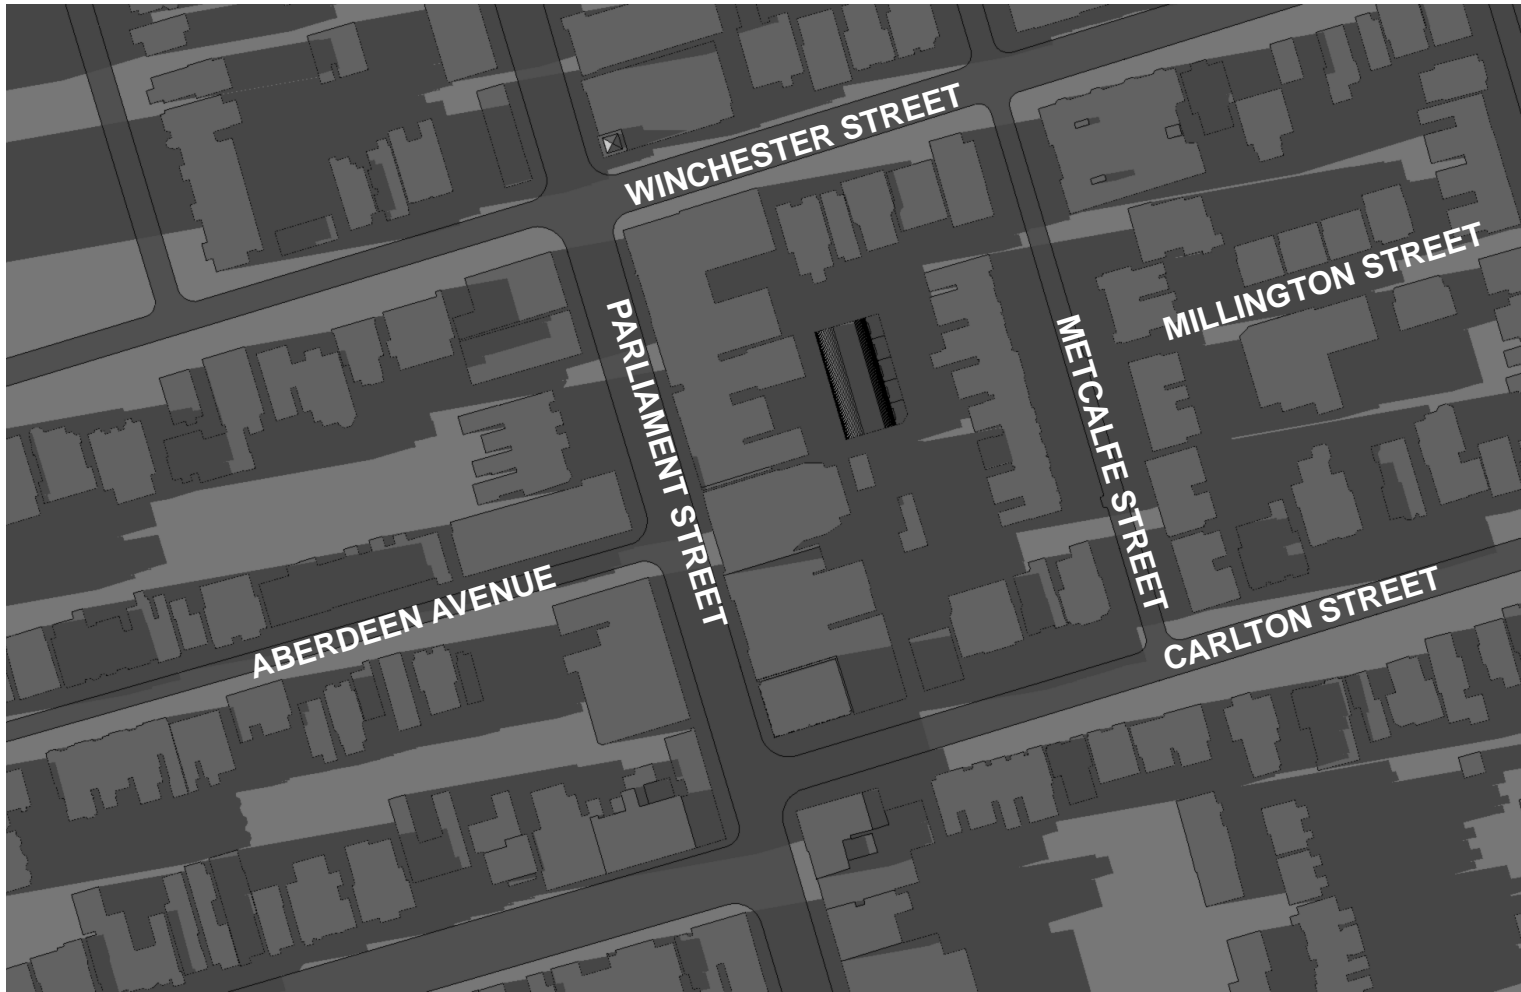 WINCHESTER STREET
MILLINGTON STREET
PARLIAMENT STREET
METCALFE STREET
ABERDEEN AVENUE
CARLTON STREET